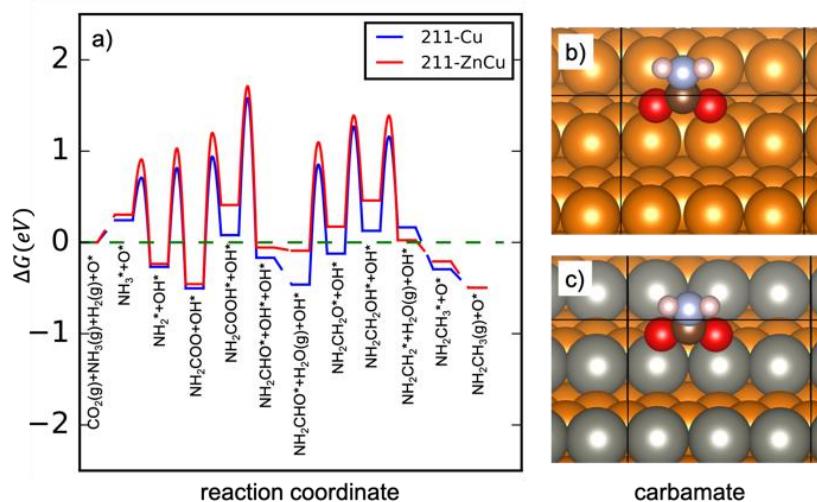 a)
211-Cu
211-ZnCu
2
1
0
−1
−2
ΔG(eV)
CO₂(g)+NH₃(g)+H₂(g)+O*
NH₃*+O*
NH₂*+OH*
NH₂COO+OH*
NH₂COOH*+OH*
NH₂CHO*+OH*+OH*
NH₂CHO*+H₂O(g)+OH*
NH₂CH₂O*+OH*
NH₂CH₂OH*+OH*
NH₂CH₂*+H₂O(g)+OH*
NH₂CH₃*+O*
NH₂CH₃(g)+O*
reaction coordinate
b)
c)
carbamate